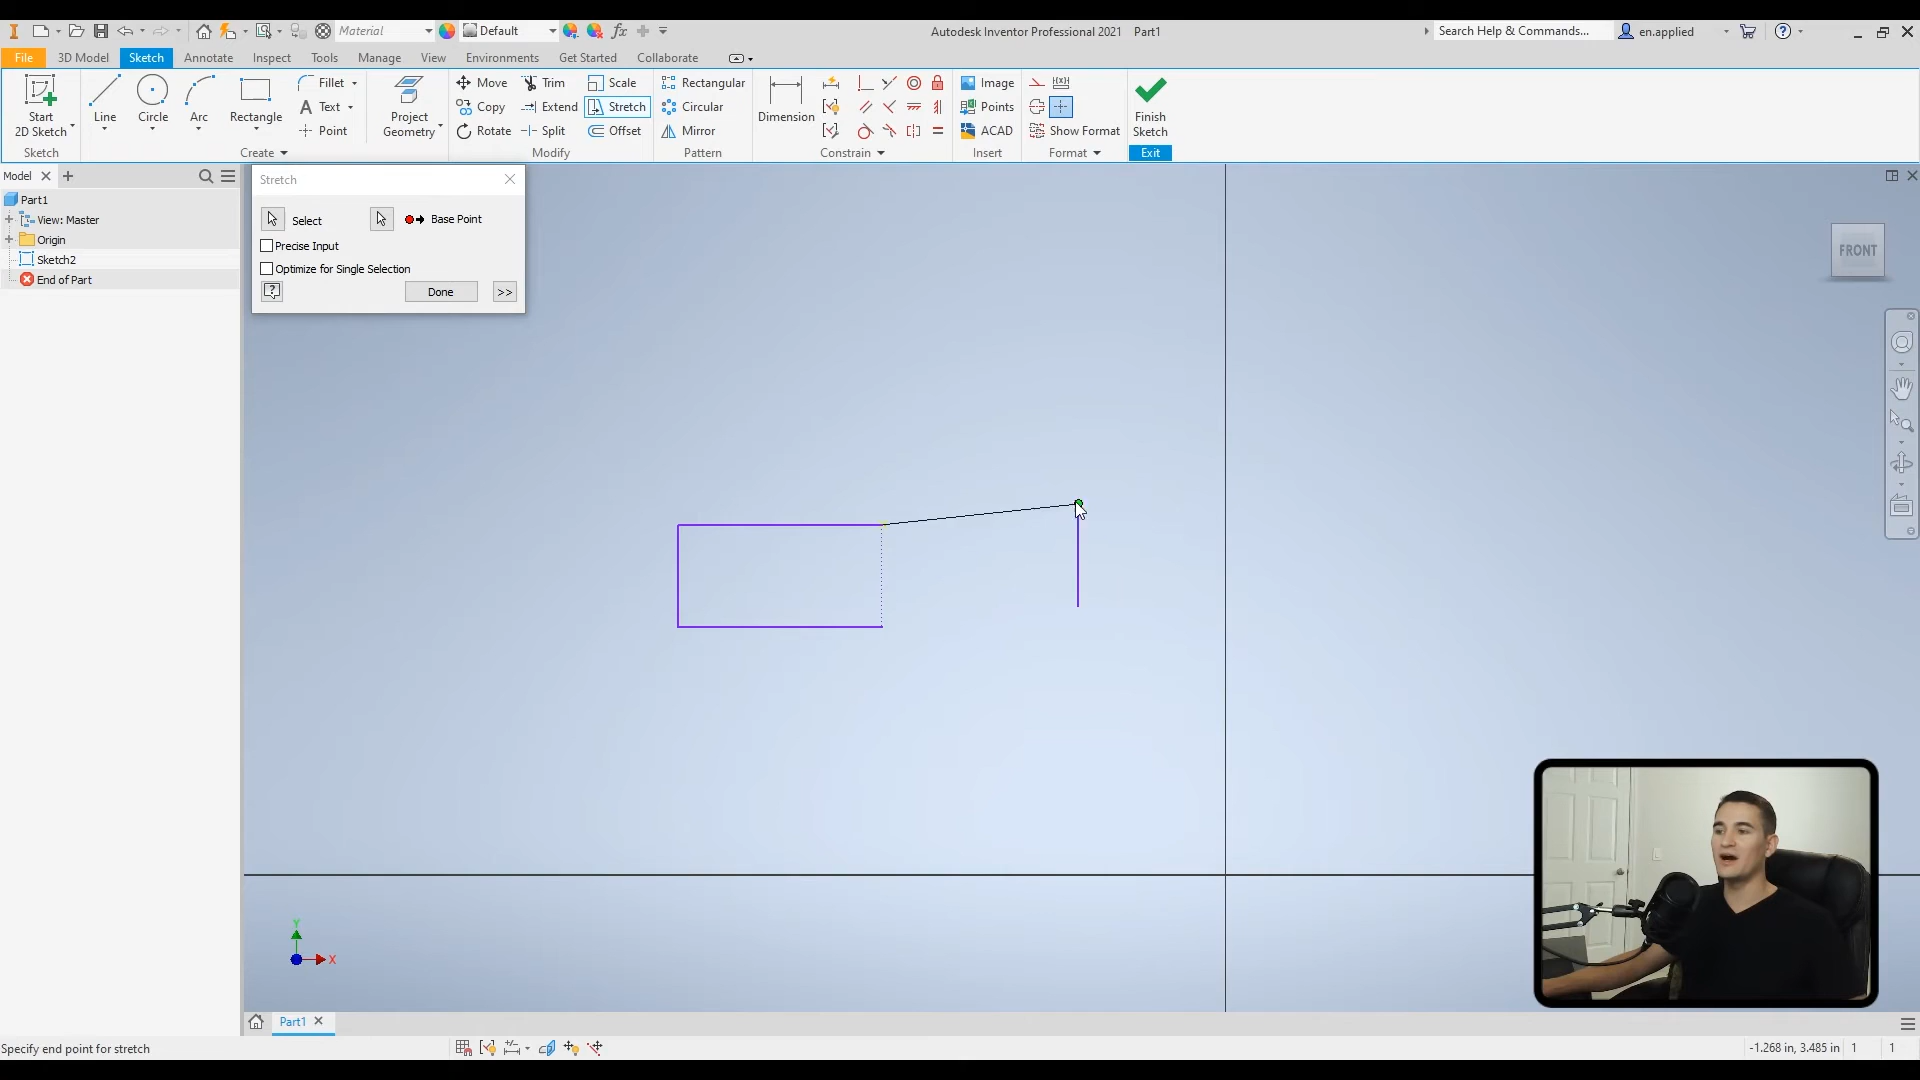 Material
Default
Autodesk Inventor Professional 2021 Part1
Search Help & Commands...
en.applied
File
3D Model
Sketch
Annotate
Inspect
Tools
Manage
View
Environments
Get Started
Collaborate
Start
2D Sketch
Line
Circle
Arc
Rectangle
Fillet
Text
Point
Project
Geometry
Move
Copy
Rotate
Trim
Extend
Split
Scale
Stretch
Offset
Rectangular
Circular
Mirror
Dimension
Image
Points
ACAD
Show Format
Finish
Sketch
Sketch
Create
Modify
Pattern
Constrain
Insert
Format
Exit
Model
Part1
View: Master
Origin
Sketch2
End of Part
Stretch
Select
Base Point
Precise Input
Optimize for Single Selection
Done
>>
FRONT
Y
X
Part1
Specify end point for stretch
-1.268 in, 3.485 in 1 1